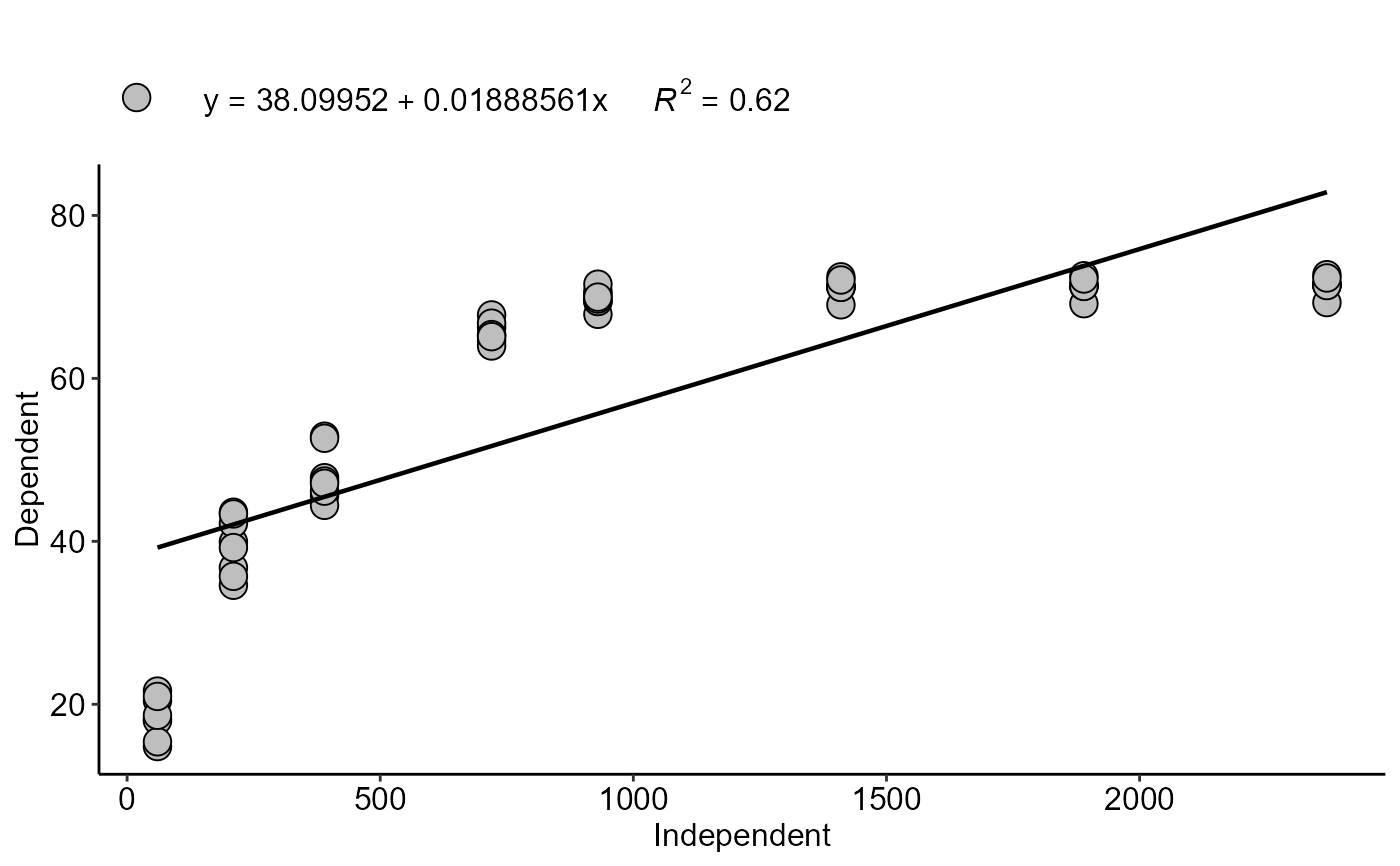 y = 38.09952 + 0.01888561x R² = 0.62
80
60
40
20
Dependent
0 500 1000 1500 2000
Independent